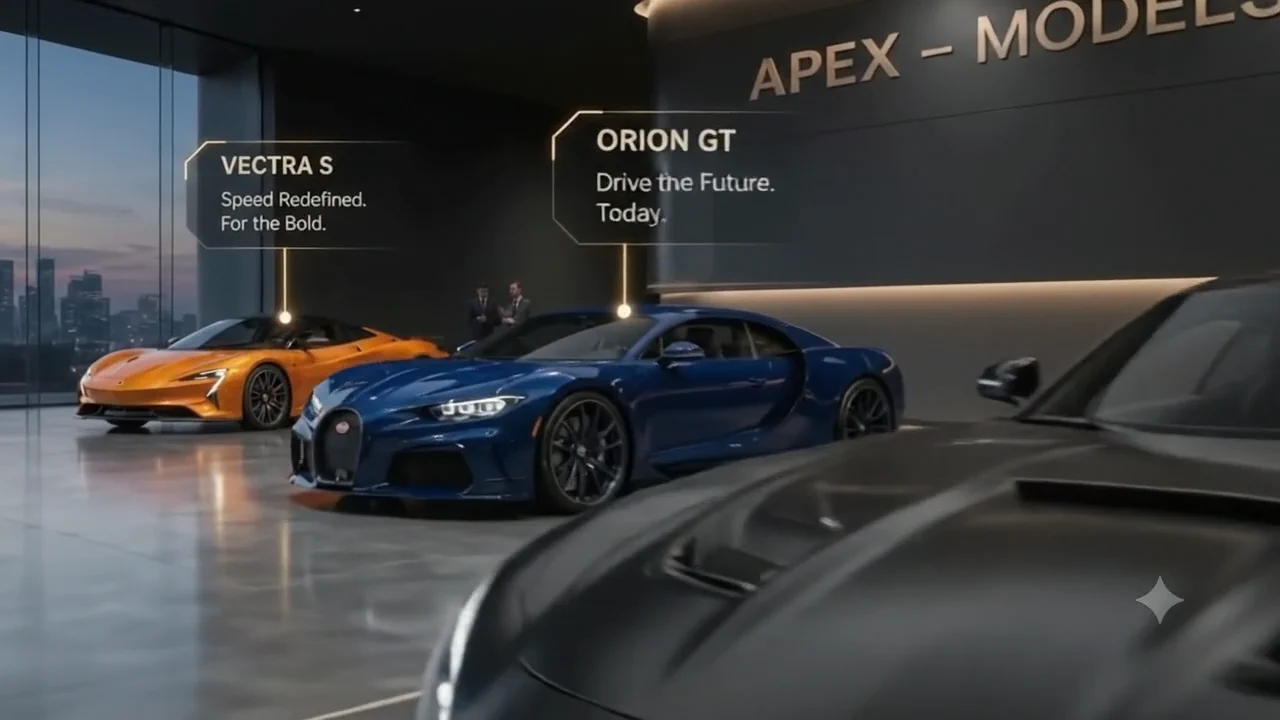 APEX – MODELS
VECTRA S
Speed Redefined.
For the Bold.
ORION GT
Drive the Future.
Today.